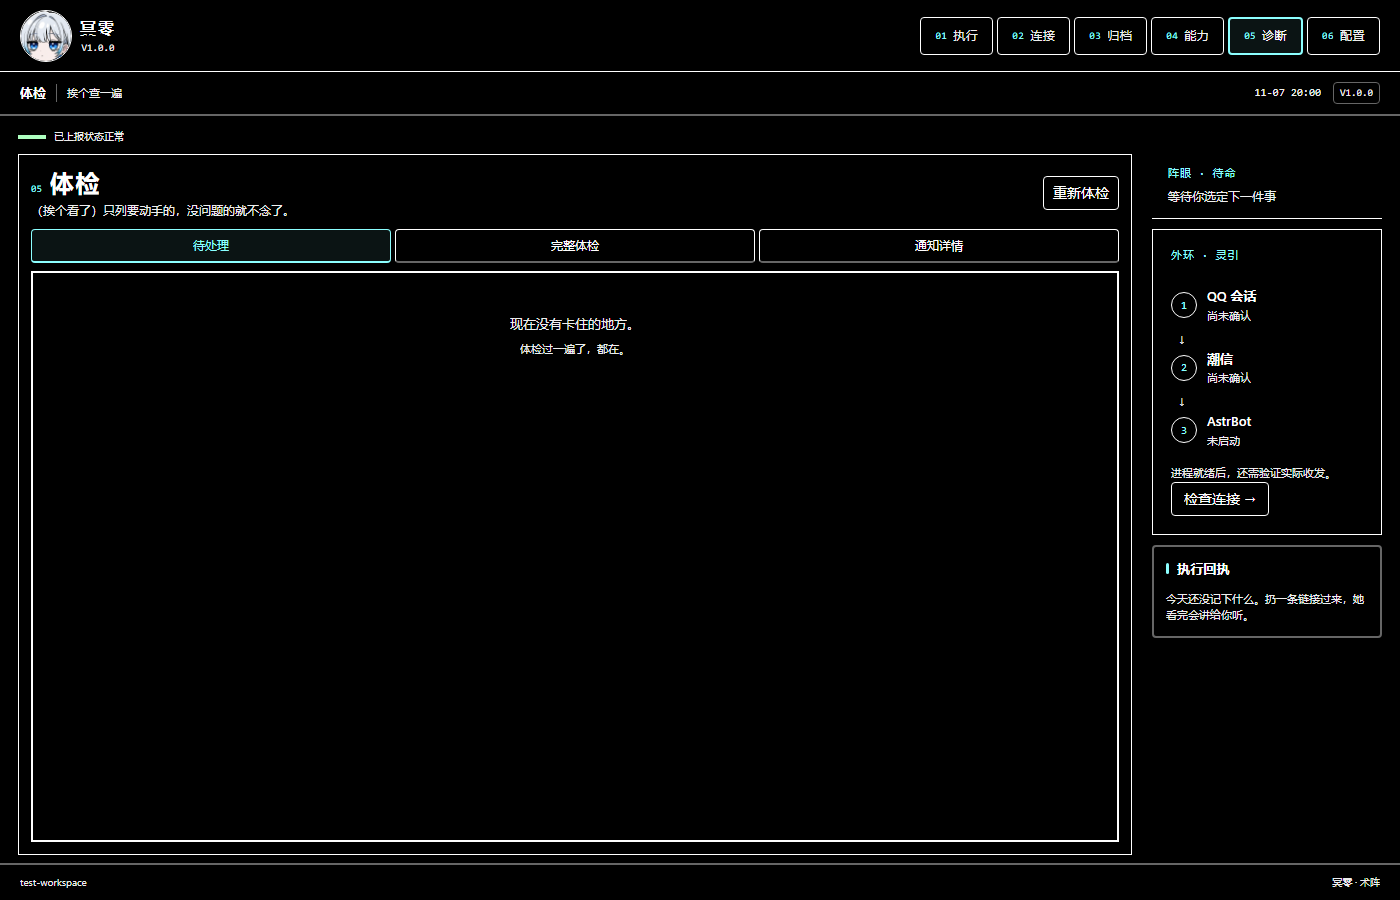 冥零
V1.0.0
01 执行
02 连接
03 归档
04 能力
05 诊断
06 配置
体检
挨个查一遍
11-07 20:00
V1.0.0
已上报状态正常
05 体检
（挨个看了）只列要动手的，没问题的就不念了。
重新体检
待处理
完整体检
通知详情
现在没有卡住的地方。
体检过一遍了，都在。
阵眼 · 待命
等待你选定下一件事
外环 · 灵引
1
QQ 会话
尚未确认
↓
2
潮信
尚未确认
↓
3
AstrBot
未启动
进程就绪后，还需验证实际收发。
检查连接 →
执行回执
今天还没记下什么。扔一条链接过来，她
看完会讲给你听。
test-workspace
冥零 · 术阵